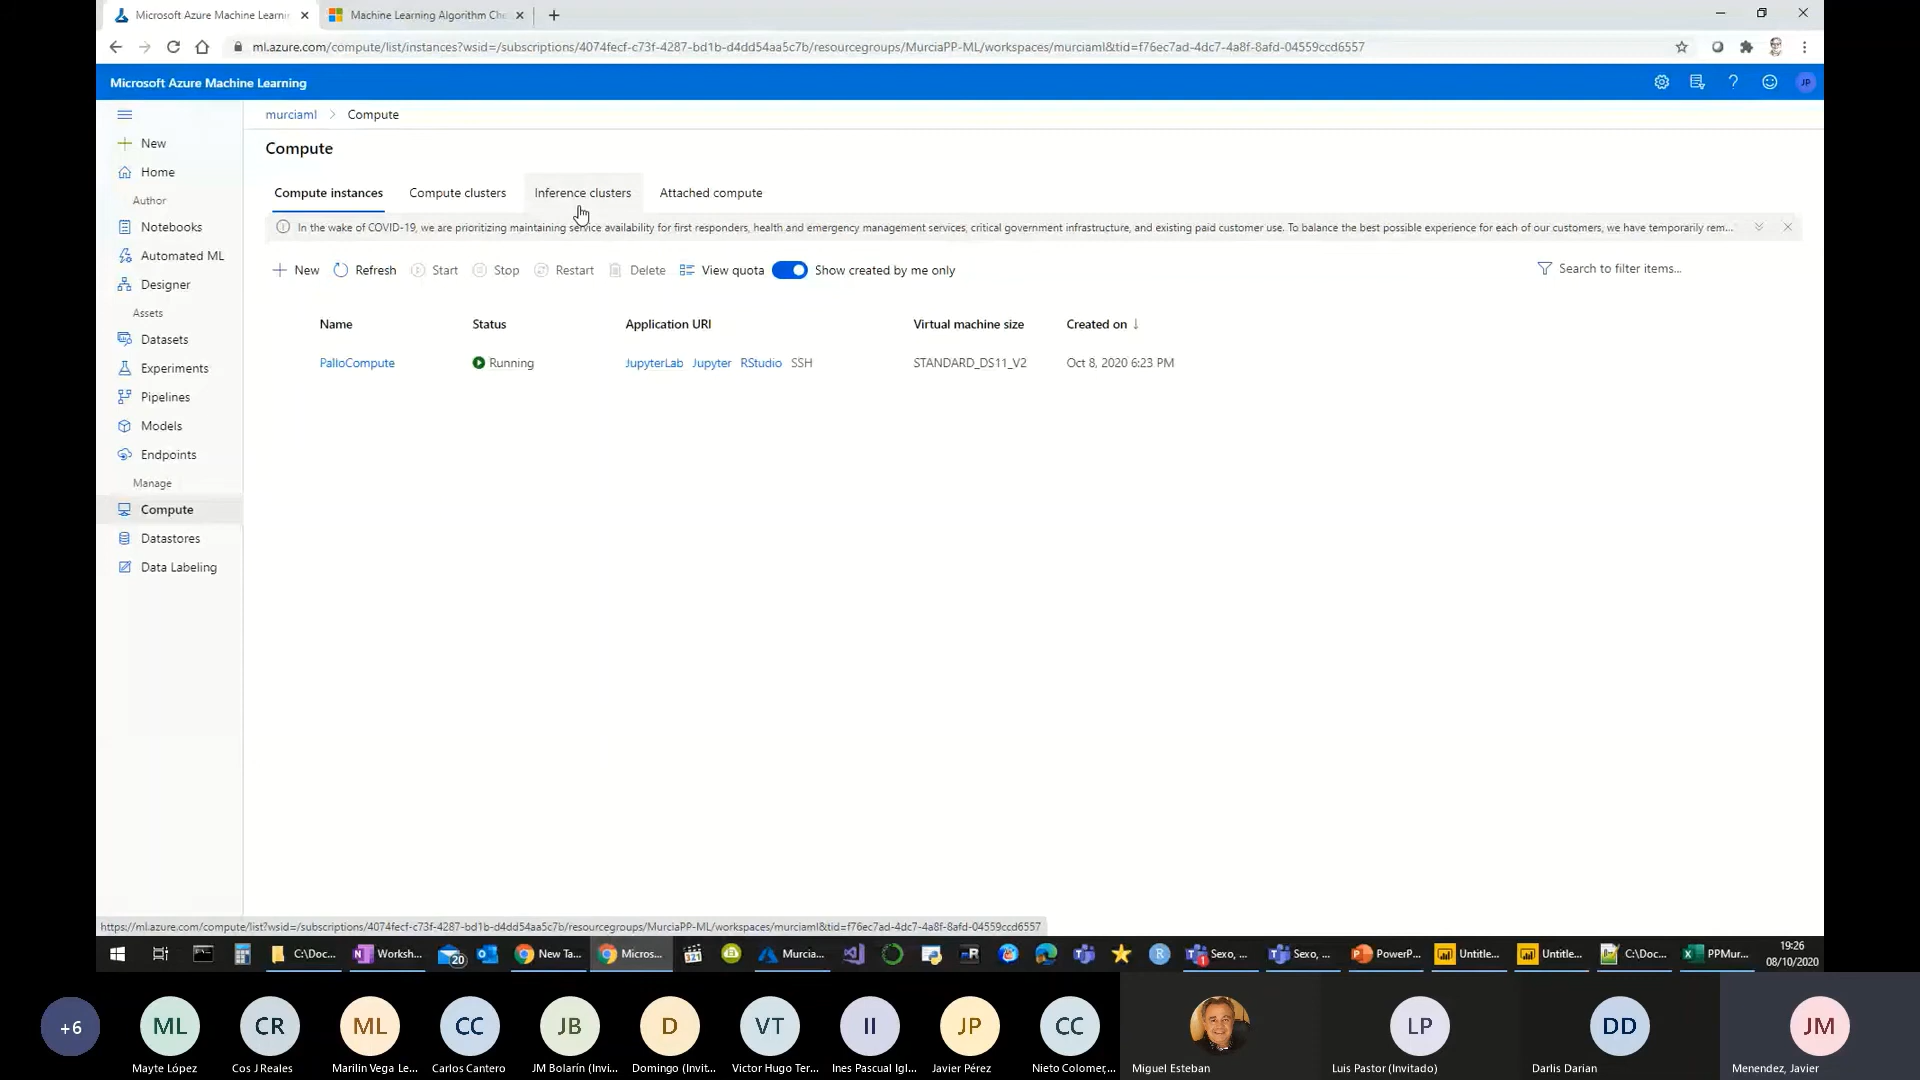 Microsoft Azure Machine Learni
Machine Learning Algorithm Che
ml.azure.com/compute/list/instances?wsid=/subscriptions/4074fecf-c73f-4287-bd1b-d4dd54aa5c7b/resourcegroups/MurciaPP-ML/workspaces/murciaml&tid=f76ec7ad-4dc7-4a8f-8afd-04559ccd6557
Microsoft Azure Machine Learning
JP
New
Home
Author
Notebooks
Automated ML
Designer
Assets
Datasets
Experiments
Pipelines
Models
Endpoints
Manage
Compute
Datastores
Data Labeling
murciaml > Compute
Compute
Compute instances Compute clusters Inference clusters Attached compute
In the wake of COVID-19, we are prioritizing maintaining service availability for first responders, health and emergency management services, critical government infrastructure, and existing paid customer use. To balance the best possible experience for each of our customers, we have temporarily rem...
New Refresh Start Stop Restart Delete View quota Show created by me only Search to filter items...
Name Status Application URI Virtual machine size Created on ↓
PalloCompute Running JupyterLab Jupyter RStudio SSH STANDARD_DS11_V2 Oct 8, 2020 6:23 PM
https://ml.azure.com/compute/list?wsid=/subscriptions/4074fecf-c73f-4287-bd1b-d4dd54aa5c7b/resourcegroups/MurciaPP-ML/workspaces/murciaml&tid=f76ec7ad-4dc7-4a8f-8afd-04559ccd6557
C:\Doc... Worksh... 20 New Ta... Micros... 321 Murcia... R Sexo, ... Sexo, ... PowerP... Untitle... Untitle... C:\Doc... PPMur...
19:26
08/10/2020
+6 ML CR ML CC JB D VT II JP CC LP DD JM
Mayte López Cos J Reales Marilin Vega Le... Carlos Cantero JM Bolarín (Invi... Domingo (Invit... Victor Hugo Ter... Ines Pascual Igl... Javier Pérez Nieto Colomer,... Miguel Esteban Luis Pastor (Invitado) Darlis Darian Menendez, Javier